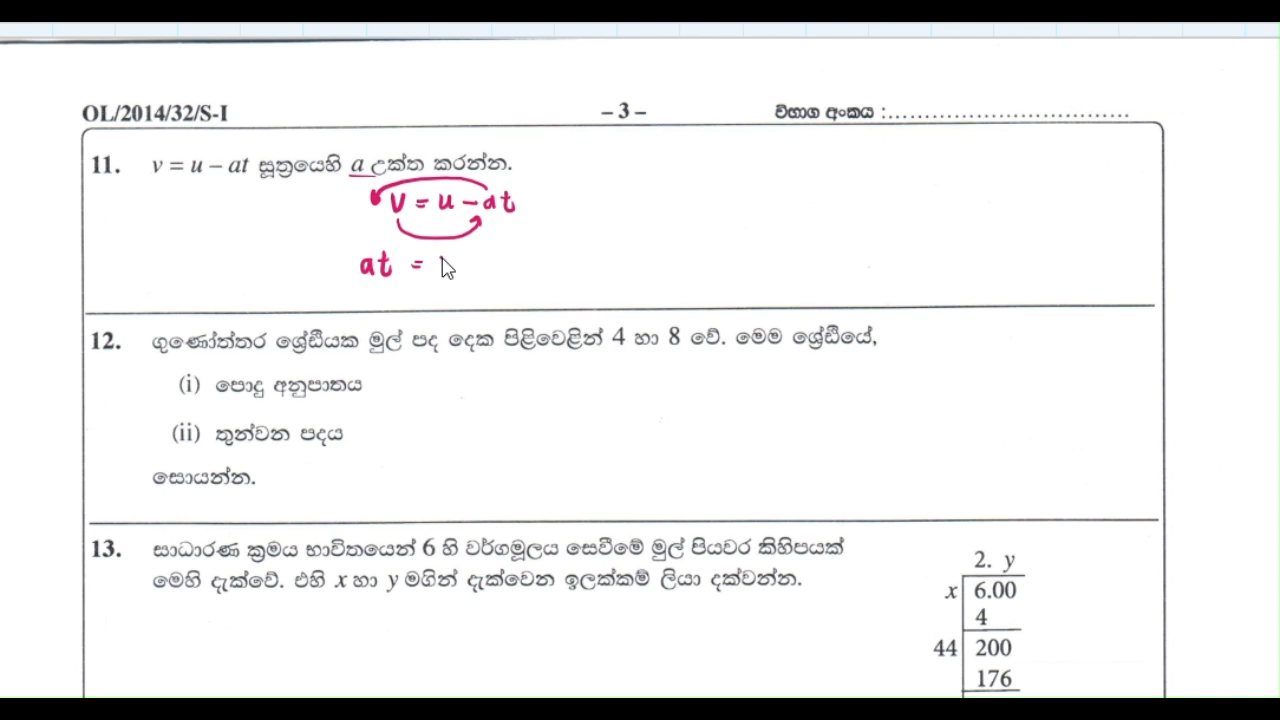 OL/2014/32/S-I
– 3 –
විභාග අංකය :..................................
11. v = u – at සූත්‍රයෙහි a උක්ත කරන්න.
v = u – at
at =
12. ගුණෝත්තර ශ්‍රේඪියක මුල් පද දෙක පිළිවෙළින් 4 හා 8 වේ. මෙම ශ්‍රේඪියේ,
(i) පොදු අනුපාතය
(ii) තුන්වන පදය
සොයන්න.
13. සාධාරණ ක්‍රමය භාවිතයෙන් 6 හි වර්ගමූලය සෙවීමේ මුල් පියවර කිහිපයක්
මෙහි දැක්වේ. එහි x හා y මගින් දැක්වෙන ඉලක්කම් ලියා දක්වන්න.
2. y
x 6.00
4
44 200
176